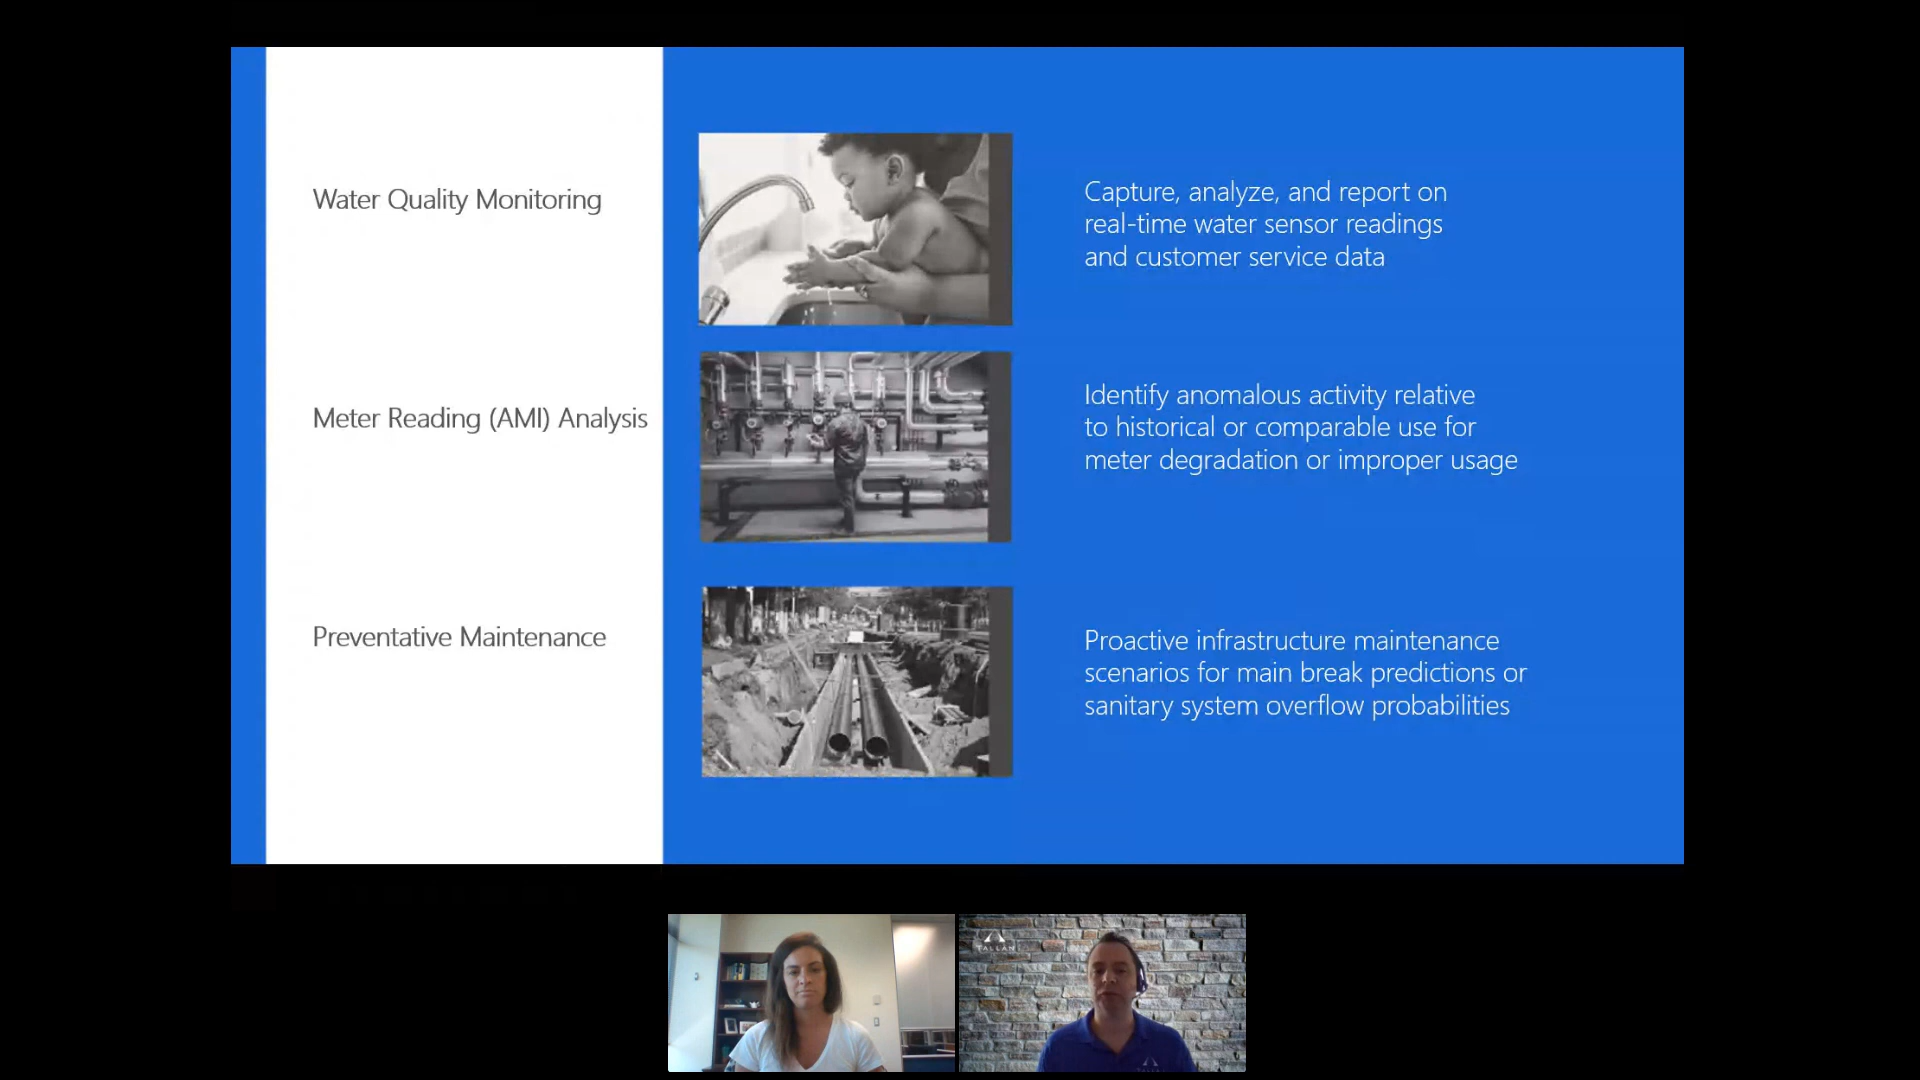 Water Quality Monitoring
Capture, analyze, and report on
real-time water sensor readings
and customer service data
Meter Reading (AMI) Analysis
Identify anomalous activity relative
to historical or comparable use for
meter degradation or improper usage
Preventative Maintenance
Proactive infrastructure maintenance
scenarios for main break predictions or
sanitary system overflow probabilities
TALLAN
TALLAN